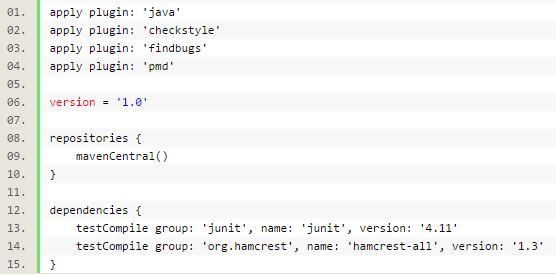 01. apply plugin: 'java'
02. apply plugin: 'checkstyle'
03. apply plugin: 'findbugs'
04. apply plugin: 'pmd'
05.
06. version = '1.0'
07.
08. repositories {
09.     mavenCentral()
10. }
11.
12. dependencies {
13.     testCompile group: 'junit', name: 'junit', version: '4.11'
14.     testCompile group: 'org.hamcrest', name: 'hamcrest-all', version: '1.3'
15. }